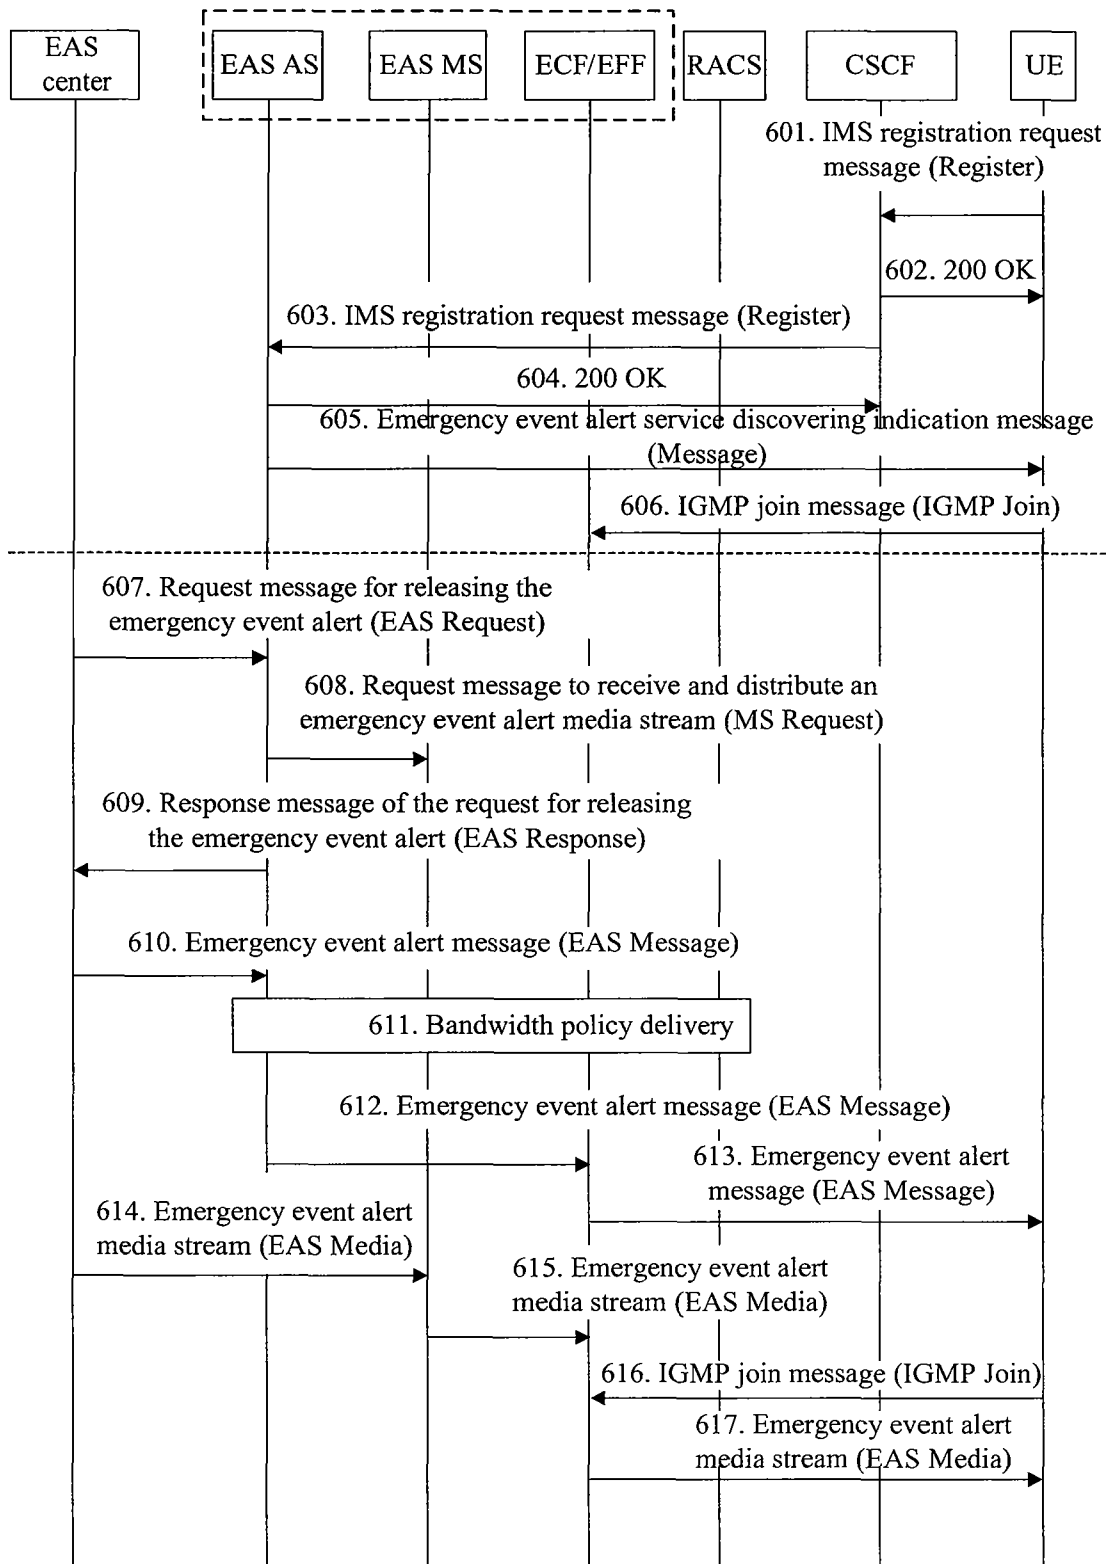 EAS
center
EAS AS
EAS MS
ECF/EFF
RACS
CSCF
UE
601. IMS registration request
message (Register)
602. 200 OK
603. IMS registration request message (Register)
604. 200 OK
605. Emergency event alert service discovering indication message
(Message)
606. IGMP join message (IGMP Join)
607. Request message for releasing the
emergency event alert (EAS Request)
608. Request message to receive and distribute an
emergency event alert media stream (MS Request)
609. Response message of the request for releasing
the emergency event alert (EAS Response)
610. Emergency event alert message (EAS Message)
611. Bandwidth policy delivery
612. Emergency event alert message (EAS Message)
613. Emergency event alert
message (EAS Message)
614. Emergency event alert
media stream (EAS Media)
615. Emergency event alert
media stream (EAS Media)
616. IGMP join message (IGMP Join)
617. Emergency event alert
media stream (EAS Media)